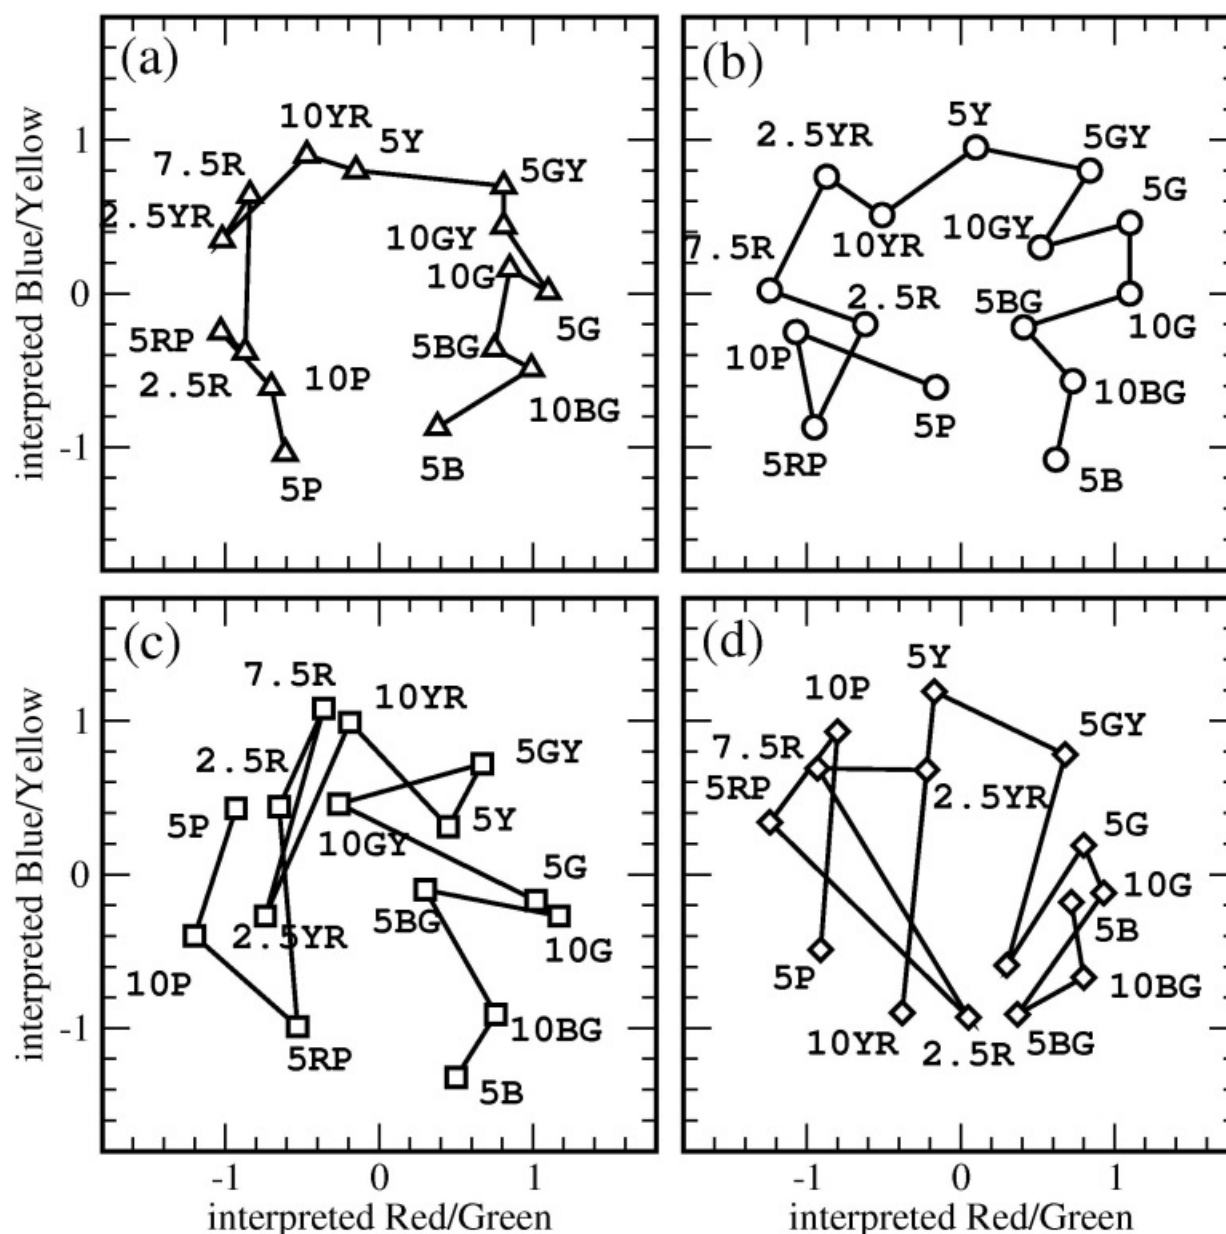 (a)
10YR
5Y
7.5R
5GY
2.5YR
10GY
10G
5G
5RP
5BG
2.5R
10P
10BG
5B
5P
1
0
-1
interpreted Blue/Yellow
(b)
5Y
2.5YR
5GY
5G
10YR
10GY
7.5R
2.5R
5BG
10G
10P
10BG
5P
5RP
5B
(c)
7.5R
10YR
2.5R
5GY
5P
5Y
10GY
5G
5BG
2.5YR
10G
10P
10BG
5RP
5B
1
0
-1
interpreted Blue/Yellow
-1 0 1
interpreted Red/Green
(d)
5Y
10P
7.5R
5GY
5RP
2.5YR
5G
10G
5B
5P
10BG
10YR
2.5R
5BG
-1 0 1
interpreted Red/Green